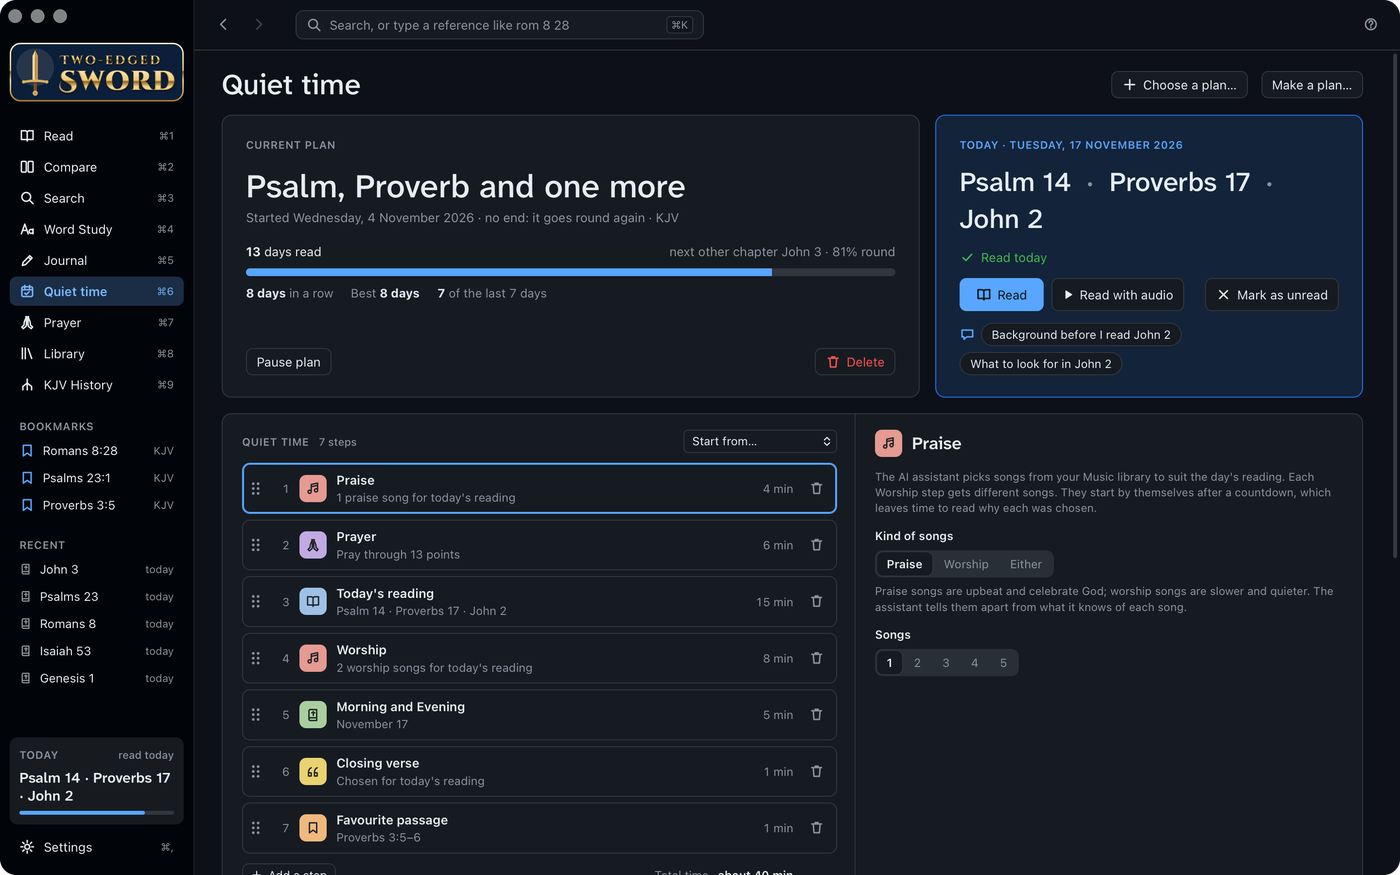 TWO-EDGED
SWORD
Search, or type a reference like rom 8 28 ⌘K
Read ⌘1
Compare ⌘2
Search ⌘3
Word Study ⌘4
Journal ⌘5
Quiet time ⌘6
Prayer ⌘7
Library ⌘8
KJV History ⌘9
BOOKMARKS
Romans 8:28 KJV
Psalms 23:1 KJV
Proverbs 3:5 KJV
RECENT
John 3 today
Psalms 23 today
Romans 8 today
Isaiah 53 today
Genesis 1 today
TODAY read today
Psalm 14 · Proverbs 17
· John 2
Settings ⌘,
Quiet time
Choose a plan...
Make a plan...
CURRENT PLAN
Psalm, Proverb and one more
Started Wednesday, 4 November 2026 · no end: it goes round again · KJV
13 days read next other chapter John 3 · 81% round
8 days in a row Best 8 days 7 of the last 7 days
Pause plan Delete
TODAY · TUESDAY, 17 NOVEMBER 2026
Psalm 14 · Proverbs 17 ·
John 2
Read today
Read Read with audio Mark as unread
Background before I read John 2
What to look for in John 2
QUIET TIME 7 steps Start from...
1 Praise 4 min
1 praise song for today's reading
2 Prayer 6 min
Pray through 13 points
3 Today's reading 15 min
Psalm 14 · Proverbs 17 · John 2
4 Worship 8 min
2 worship songs for today's reading
5 Morning and Evening 5 min
November 17
6 Closing verse 1 min
Chosen for today's reading
7 Favourite passage 1 min
Proverbs 3:5–6
Add a step Total time about 40 min
Praise
The AI assistant picks songs from your Music library to suit the day's reading. Each
Worship step gets different songs. They start by themselves after a countdown, which
leaves time to read why each was chosen.
Kind of songs
Praise Worship Either
Praise songs are upbeat and celebrate God; worship songs are slower and quieter. The
assistant tells them apart from what it knows of each song.
Songs
1 2 3 4 5